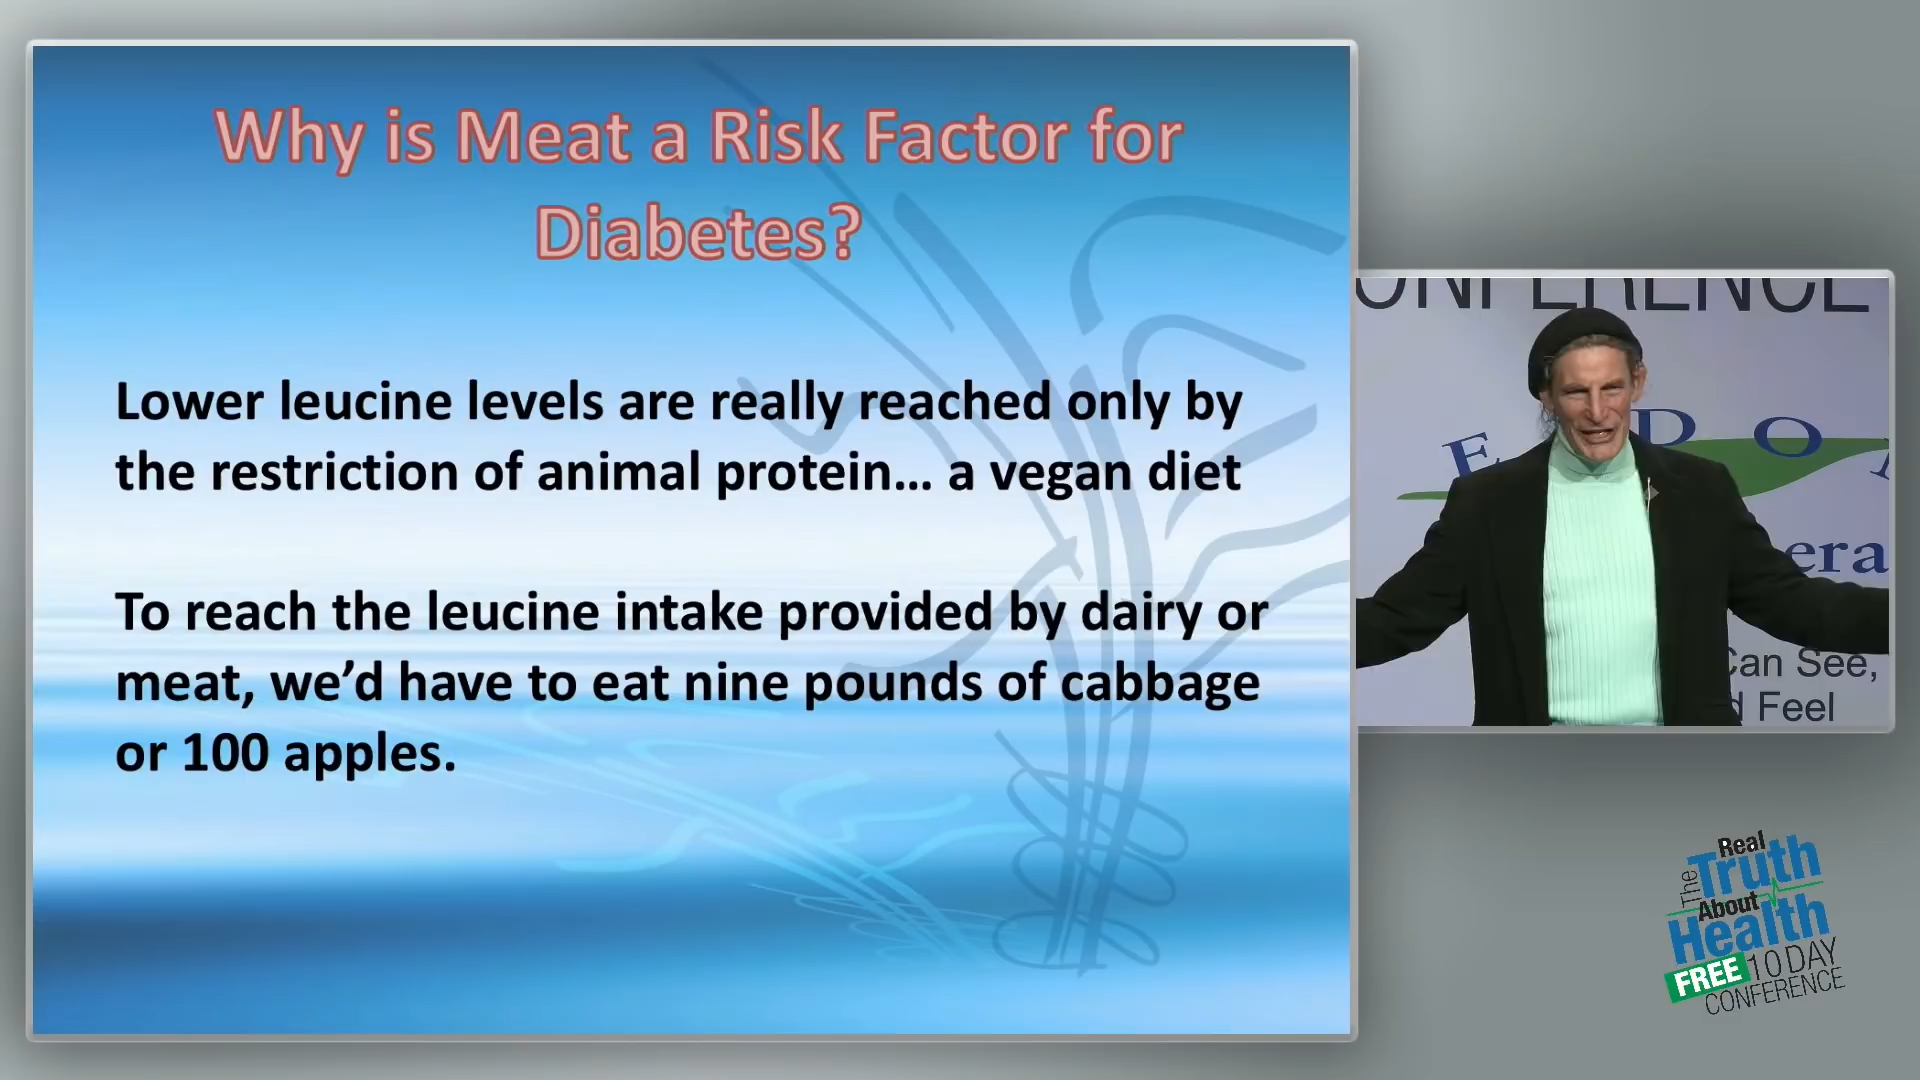 Why is Meat a Risk Factor for
Diabetes?
Lower leucine levels are really reached only by
the restriction of animal protein... a vegan diet
To reach the leucine intake provided by dairy or
meat, we'd have to eat nine pounds of cabbage
or 100 apples.
CONFERENCE
E
D O
era
Can See,
d Feel
The Real
Truth
About
Health
FREE 10 DAY
CONFERENCE